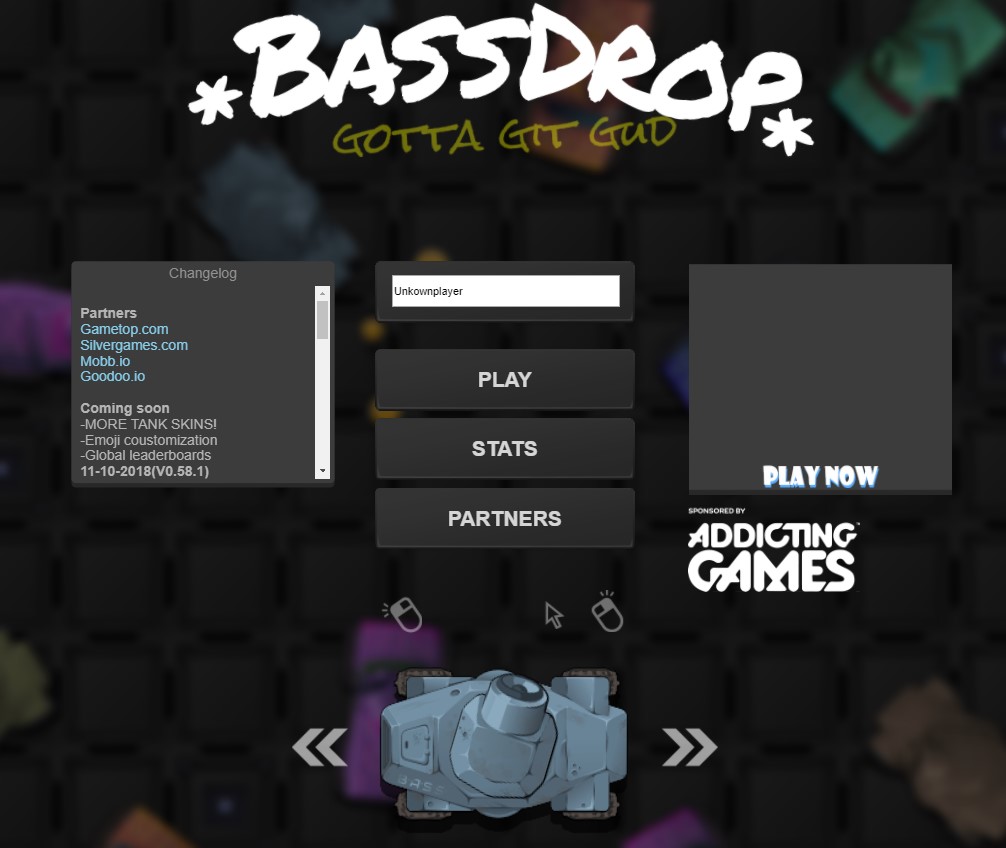 *BASSDROP*
GOTTA GIT GUD
Changelog
Partners
Gametop.com
Silvergames.com
Mobb.io
Goodoo.io
Coming soon
-MORE TANK SKINS!
-Emoji coustomization
-Global leaderboards
11-10-2018(V0.58.1)
Unkownplayer
PLAY
STATS
PARTNERS
PLAY NOW
SPONSORED BY
ADDICTING
GAMES™
BASE